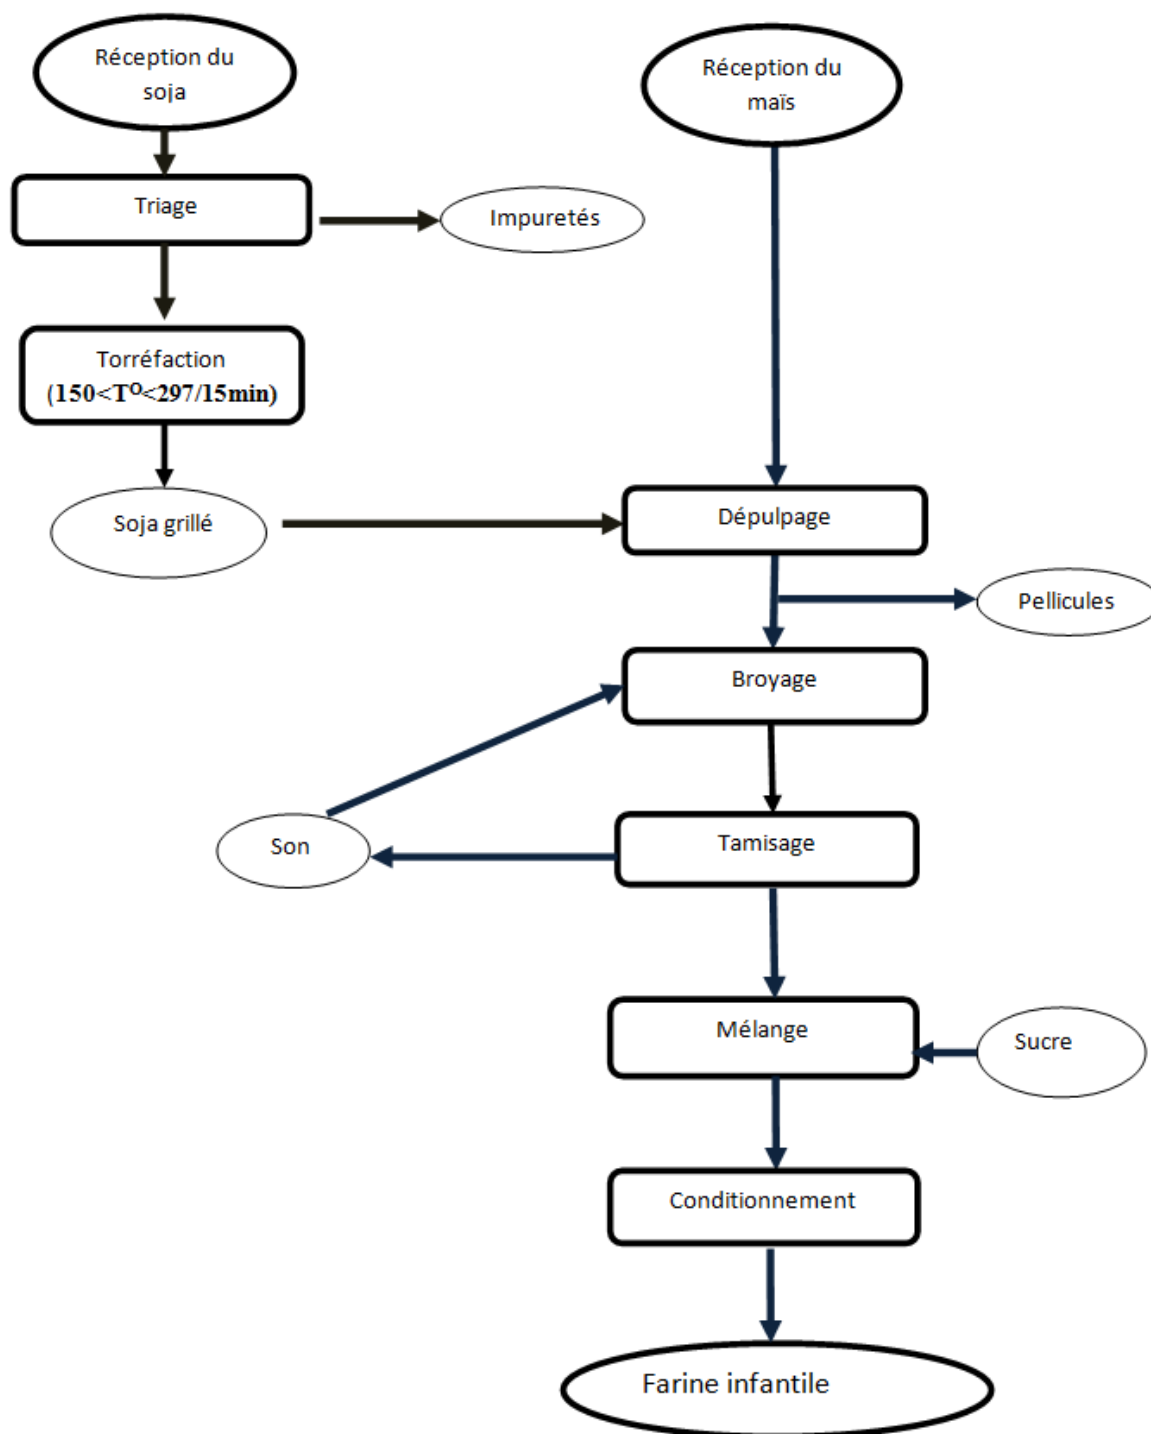 Réception du
soja
Réception du
maïs
Triage
Impuretés
Torréfaction
(150<T°<297/15min)
Soja grillé
Dépulpage
Pellicules
Broyage
Son
Tamisage
Mélange
Sucre
Conditionnement
Farine infantile